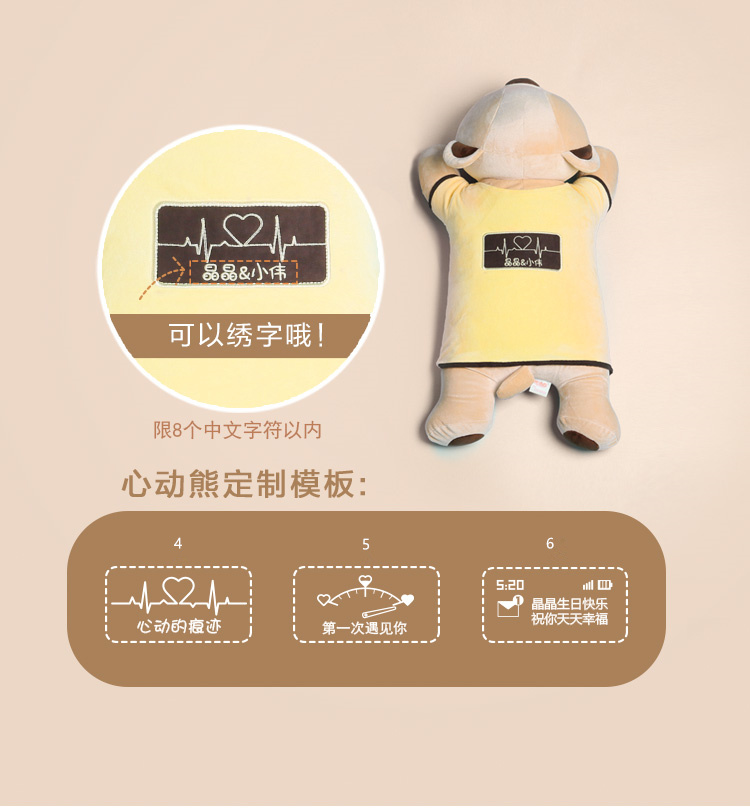 晶晶&小伟
晶晶&小伟
可以绣字哦!
限8个中文字符以内
心动熊定制模板:
4
5
6
心动的痕迹
第一次遇见你
5:20
1
晶晶生日快乐
祝你天天幸福